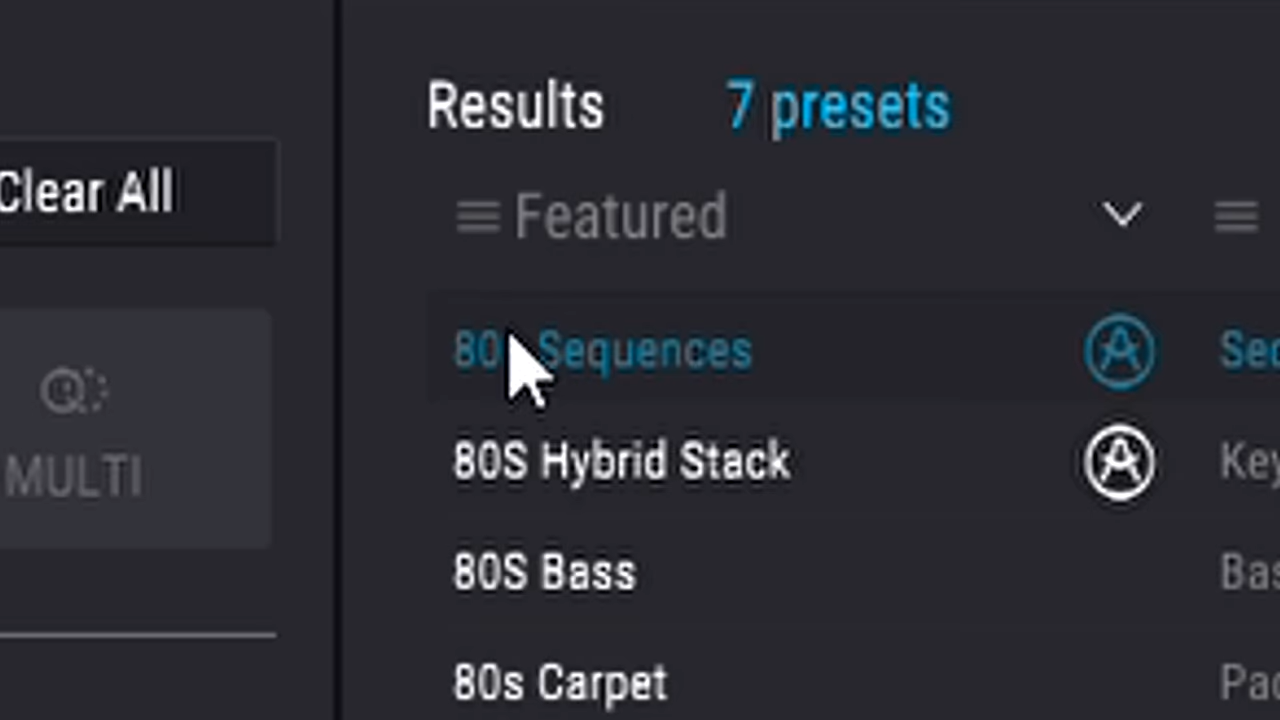 Results 7 presets
Clear All
Featured
80s Sequences
MULTI
80S Hybrid Stack
80S Bass
80s Carpet